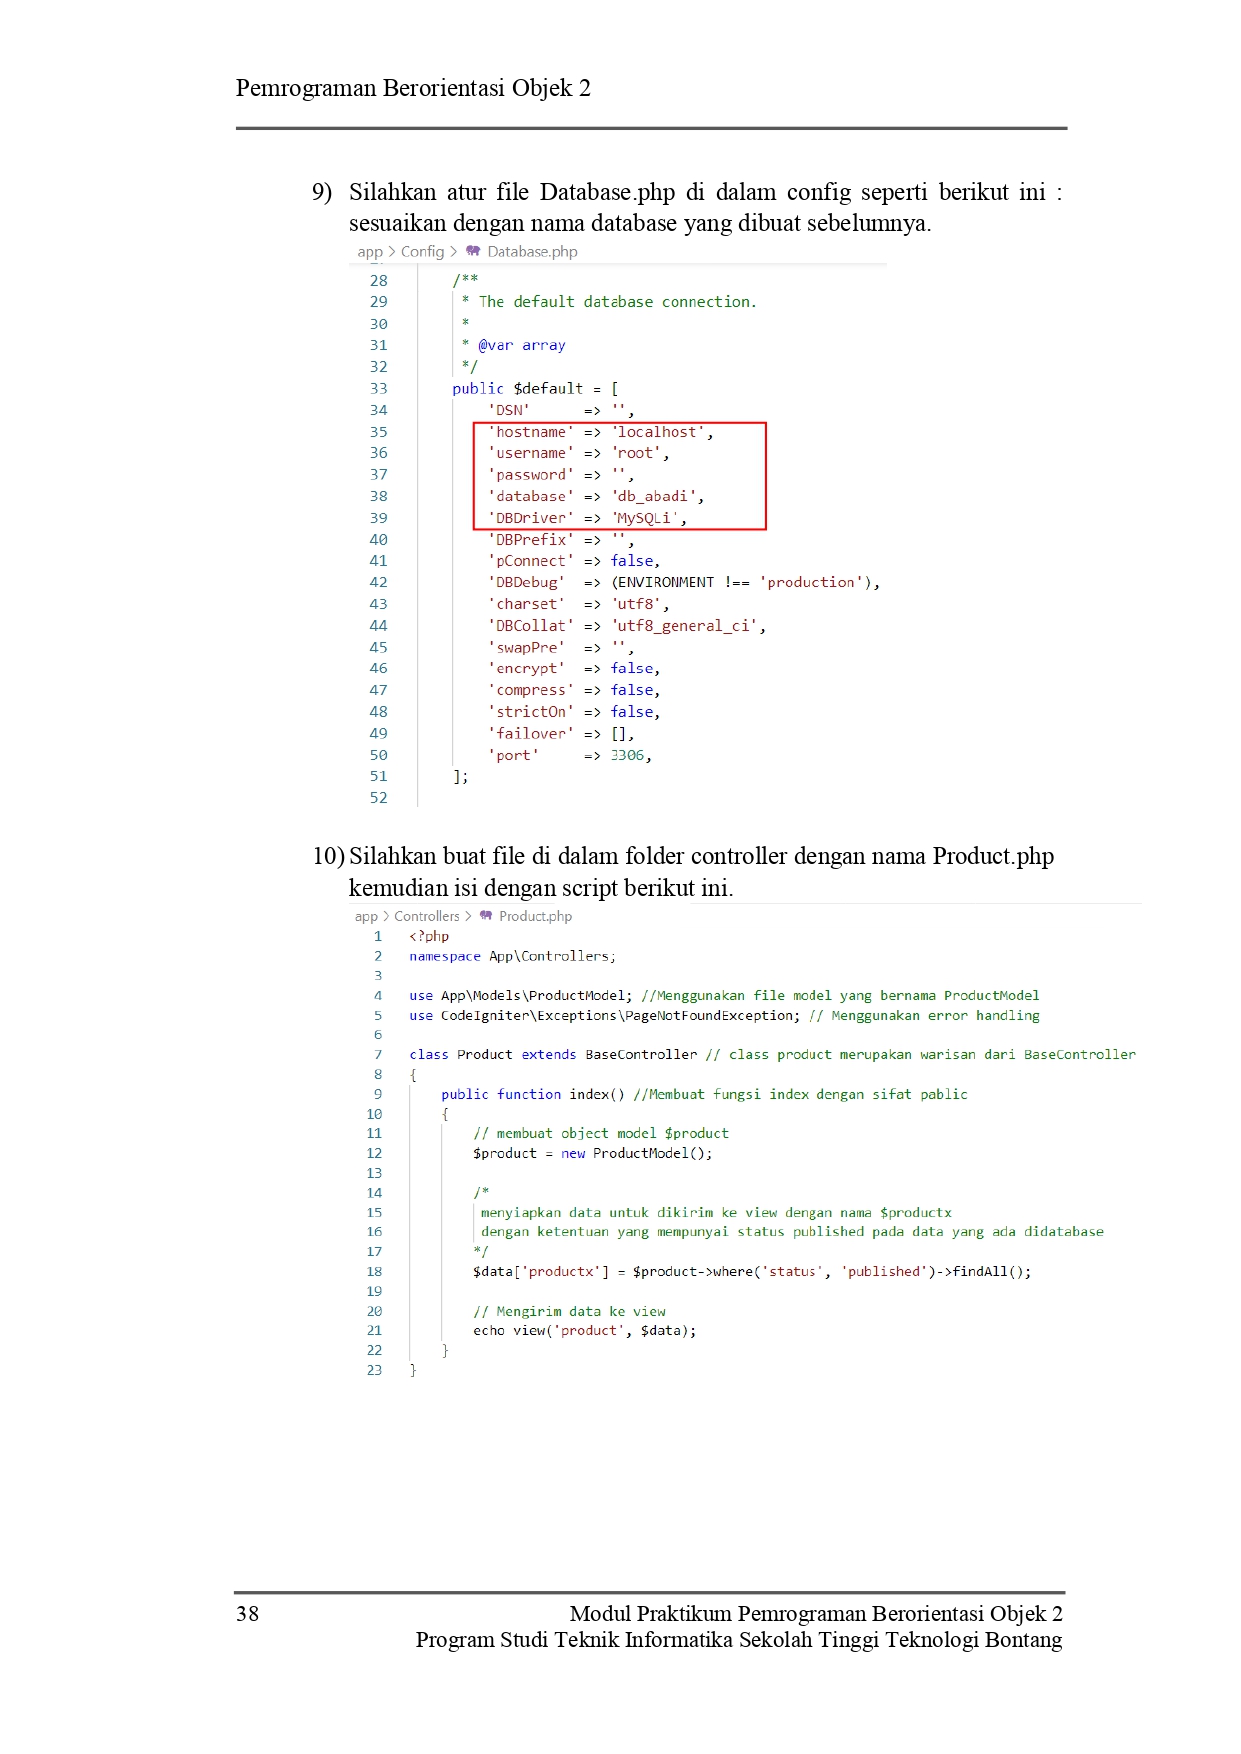 Pemrograman Berorientasi Objek 2
9) Silahkan atur file Database.php di dalam config seperti berikut ini :
sesuaikan dengan nama database yang dibuat sebelumnya.
app > Config > Database.php
28 /**
29 * The default database connection.
30 *
31 * @var array
32 */
33 public $default = [
34 'DSN' => '',
35 'hostname' => 'localhost',
36 'username' => 'root',
37 'password' => '',
38 'database' => 'db_abadi',
39 'DBDriver' => 'MySQLi',
40 'DBPrefix' => '',
41 'pConnect' => false,
42 'DBDebug' => (ENVIRONMENT !== 'production'),
43 'charset' => 'utf8',
44 'DBCollat' => 'utf8_general_ci',
45 'swapPre' => '',
46 'encrypt' => false,
47 'compress' => false,
48 'strictOn' => false,
49 'failover' => [],
50 'port' => 3306,
51 ];
52
10) Silahkan buat file di dalam folder controller dengan nama Product.php
kemudian isi dengan script berikut ini.
app > Controllers > Product.php
1 <?php
2 namespace App\Controllers;
3
4 use App\Models\ProductModel; //Menggunakan file model yang bernama ProductModel
5 use CodeIgniter\Exceptions\PageNotFoundException; // Menggunakan error handling
6
7 class Product extends BaseController // class product merupakan warisan dari BaseController
8 {
9 public function index() //Membuat fungsi index dengan sifat pablic
10 {
11 // membuat object model $product
12 $product = new ProductModel();
13
14 /*
15 menyiapkan data untuk dikirim ke view dengan nama $productx
16 dengan ketentuan yang mempunyai status published pada data yang ada didatabase
17 */
18 $data['productx'] = $product->where('status', 'published')->findAll();
19
20 // Mengirim data ke view
21 echo view('product', $data);
22 }
23 }
38 Modul Praktikum Pemrograman Berorientasi Objek 2
Program Studi Teknik Informatika Sekolah Tinggi Teknologi Bontang